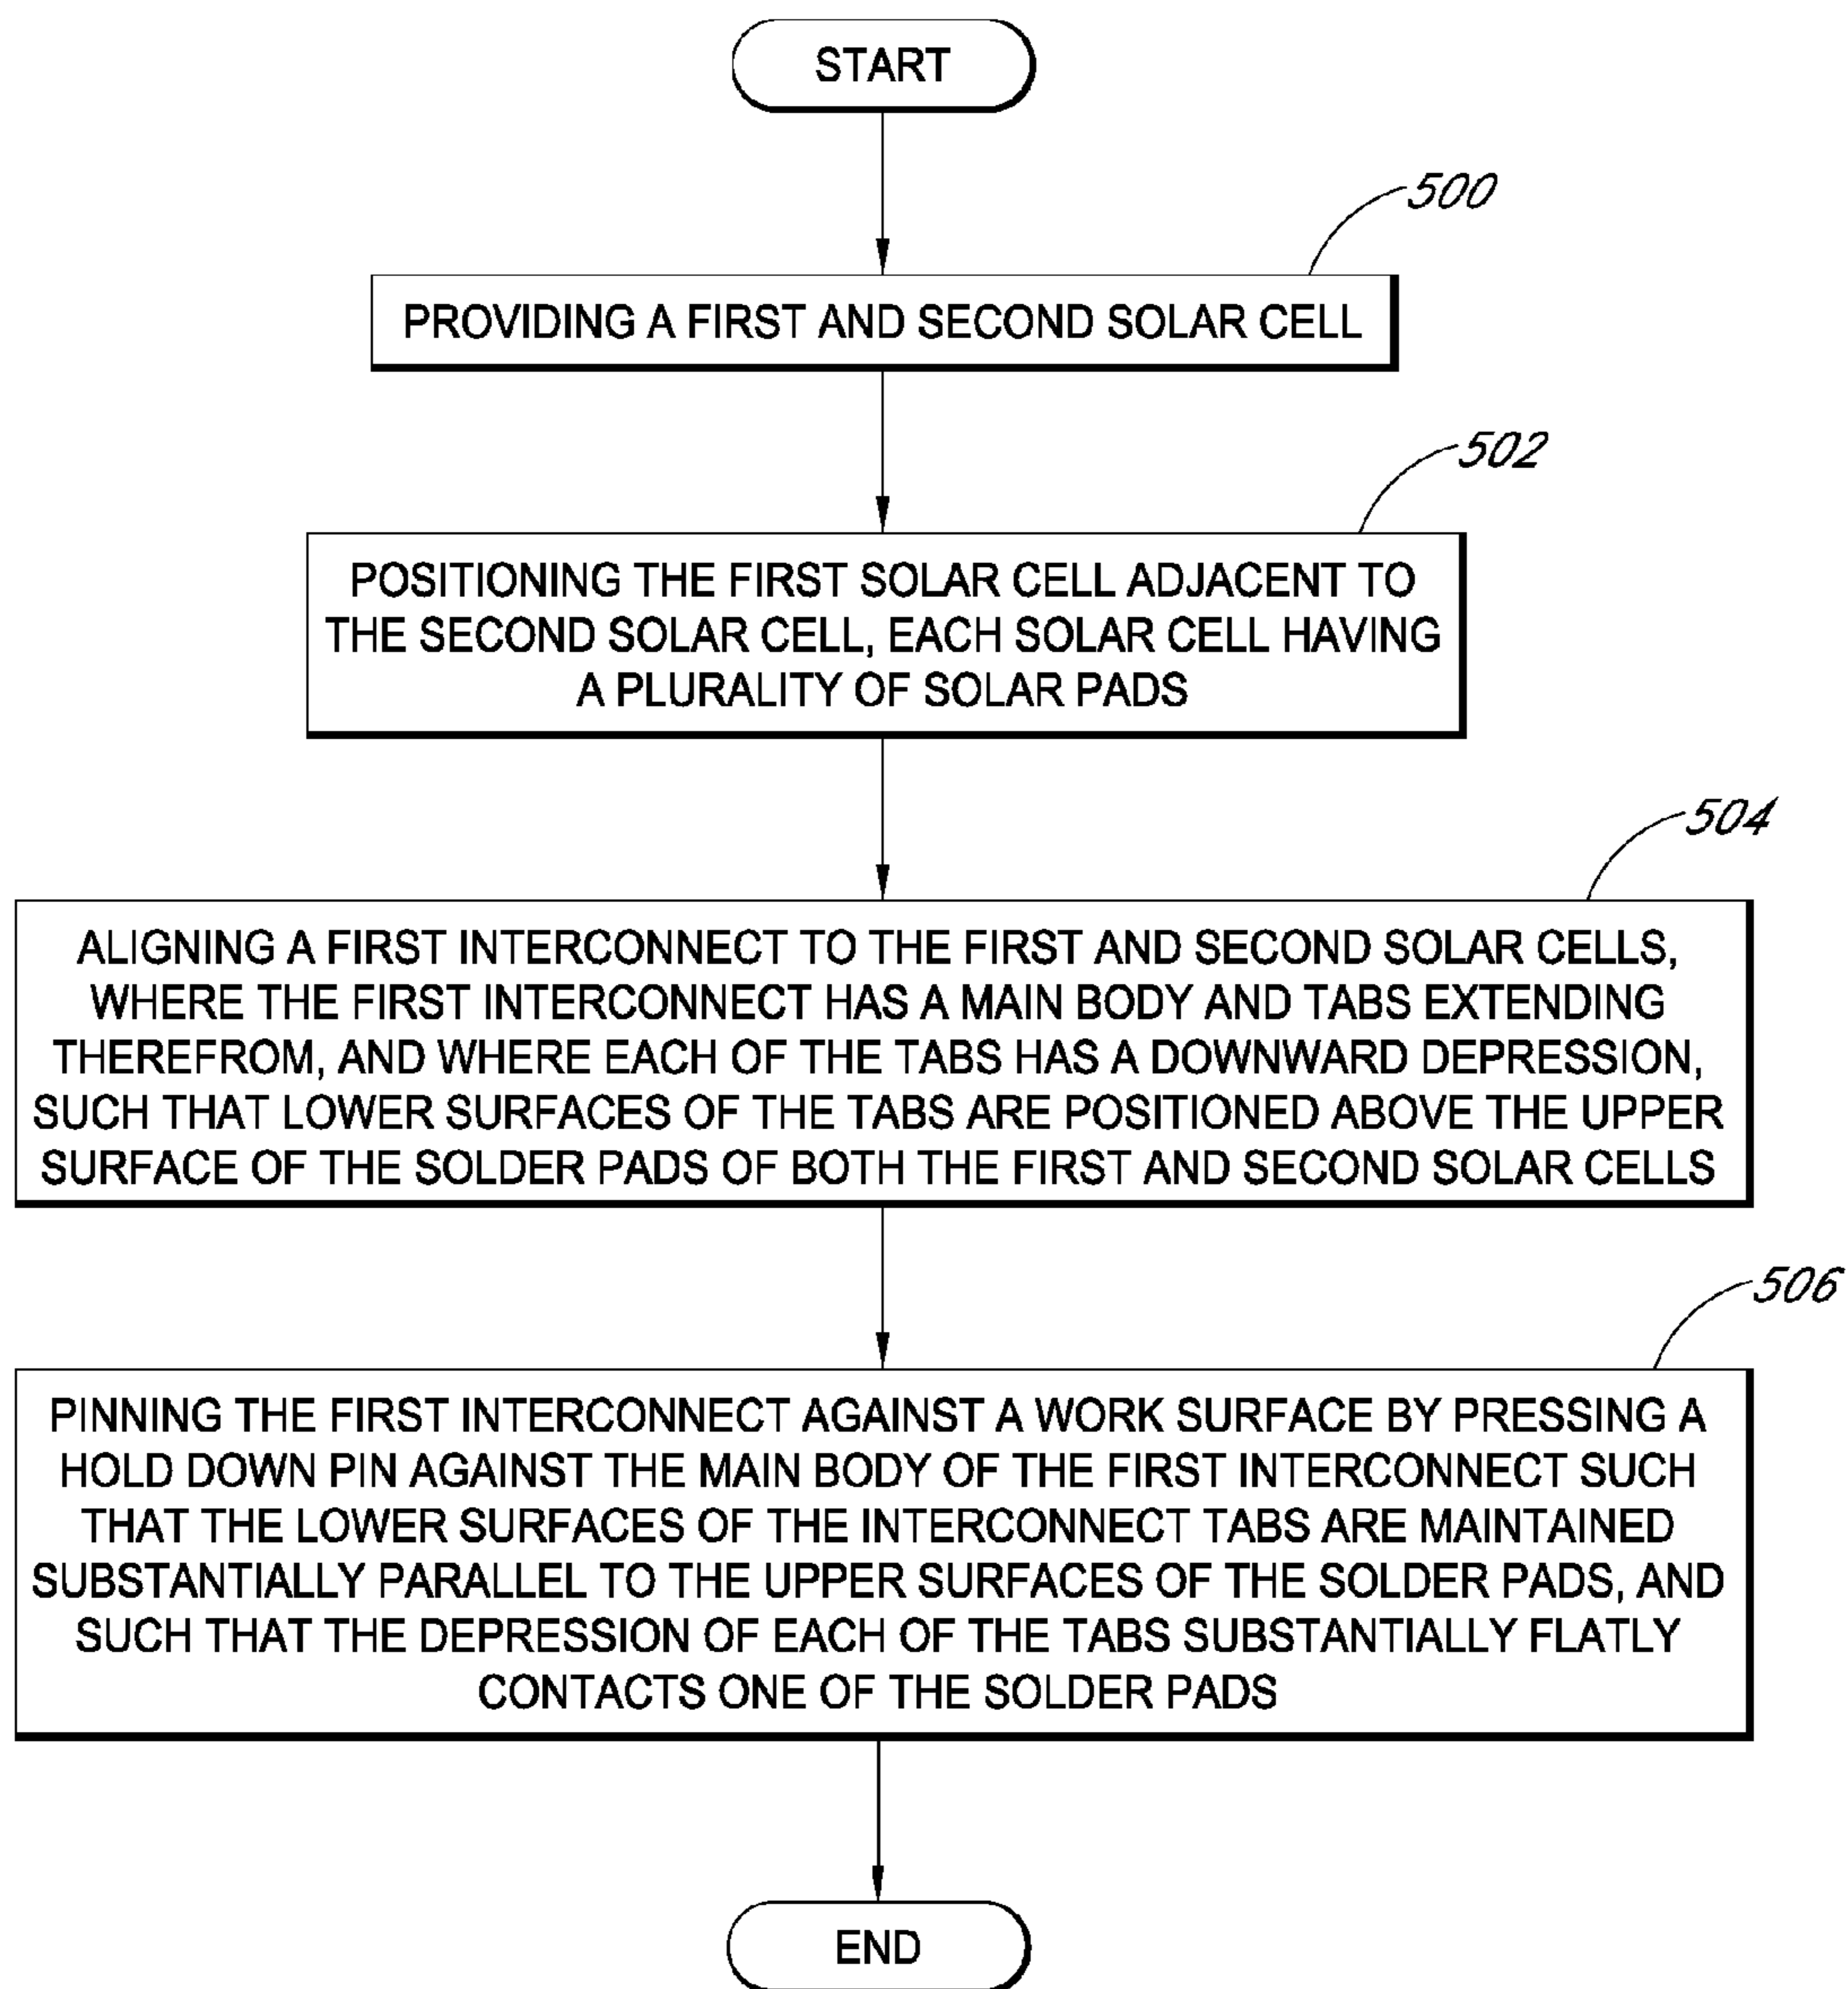 START
500
PROVIDING A FIRST AND SECOND SOLAR CELL
502
POSITIONING THE FIRST SOLAR CELL ADJACENT TO
THE SECOND SOLAR CELL, EACH SOLAR CELL HAVING
A PLURALITY OF SOLAR PADS
504
ALIGNING A FIRST INTERCONNECT TO THE FIRST AND SECOND SOLAR CELLS,
WHERE THE FIRST INTERCONNECT HAS A MAIN BODY AND TABS EXTENDING
THEREFROM, AND WHERE EACH OF THE TABS HAS A DOWNWARD DEPRESSION,
SUCH THAT LOWER SURFACES OF THE TABS ARE POSITIONED ABOVE THE UPPER
SURFACE OF THE SOLDER PADS OF BOTH THE FIRST AND SECOND SOLAR CELLS
506
PINNING THE FIRST INTERCONNECT AGAINST A WORK SURFACE BY PRESSING A
HOLD DOWN PIN AGAINST THE MAIN BODY OF THE FIRST INTERCONNECT SUCH
THAT THE LOWER SURFACES OF THE INTERCONNECT TABS ARE MAINTAINED
SUBSTANTIALLY PARALLEL TO THE UPPER SURFACES OF THE SOLDER PADS, AND
SUCH THAT THE DEPRESSION OF EACH OF THE TABS SUBSTANTIALLY FLATLY
CONTACTS ONE OF THE SOLDER PADS
END